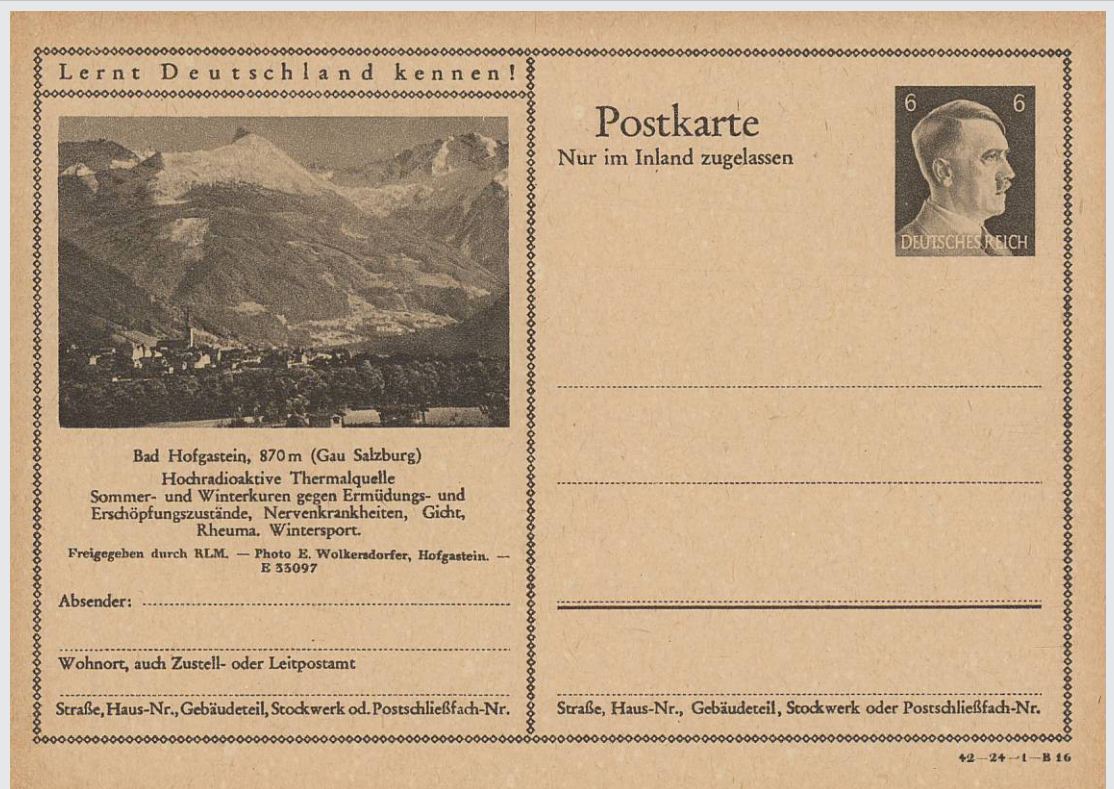 Lernt Deutschland kennen!
Bad Hofgastein, 870 m (Gau Salzburg)
Hochradioaktive Thermalquelle
Sommer- und Winterkuren gegen Ermüdungs- und
Erschöpfungszustände, Nervenkrankheiten, Gicht,
Rheuma. Wintersport.
Freigegeben durch RLM. — Photo E. Wolkersdorfer, Hofgastein. —
E 33097
Absender:
Wohnort, auch Zustell- oder Leitpostamt
Straße, Haus-Nr., Gebäudeteil, Stockwerk od. Postschließfach-Nr.
Postkarte
Nur im Inland zugelassen
6 6
DEUTSCHES REICH
Straße, Haus-Nr., Gebäudeteil, Stockwerk oder Postschließfach-Nr.
42—24—1—B 16